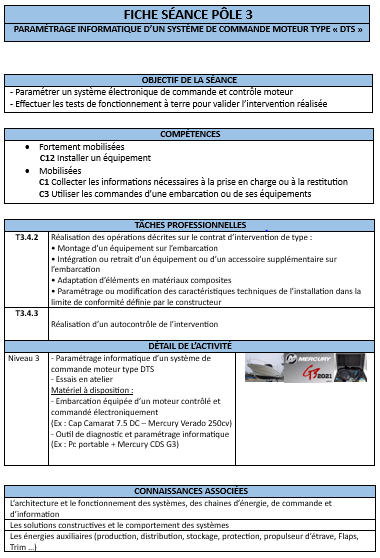 FICHE SÉANCE PÔLE 3
PARAMÉTRAGE INFORMATIQUE D'UN SYSTÈME DE COMMANDE MOTEUR TYPE « DTS »
OBJECTIF DE LA SÉANCE
- Paramétrer un système électronique de commande et contrôle moteur
- Effectuer les tests de fonctionnement à terre pour valider l'intervention réalisée
COMPÉTENCES
• Fortement mobilisées
C12 Installer un équipement
• Mobilisées
C1 Collecter les informations nécessaires à la prise en charge ou à la restitution
C3 Utiliser les commandes d'une embarcation ou de ses équipements
TÂCHES PROFESSIONNELLES
T3.4.2 Réalisation des opérations décrites sur le contrat d'intervention de type :
• Montage d'un équipement sur l'embarcation
• Intégration ou retrait d'un équipement ou d'un accessoire supplémentaire sur
l'embarcation
• Adaptation d'éléments en matériaux composites
• Paramétrage ou modification des caractéristiques techniques de l'installation dans la
limite de conformité définie par le constructeur
T3.4.3
Réalisation d'un autocontrôle de l'intervention
DÉTAIL DE L'ACTIVITÉ
Niveau 3
- Paramétrage informatique d'un système de
commande moteur type DTS
- Essais en atelier
Matériel à disposition :
- Embarcation équipée d'un moteur contrôlé et
commandé électroniquement
(Ex : Cap Camarat 7.5 DC – Mercury Verado 250cv)
- Outil de diagnostic et paramétrage informatique
(Ex : Pc portable + Mercury CDS G3)
MERCURY
G3 2021
CONNAISSANCES ASSOCIÉES
L'architecture et le fonctionnement des systèmes, des chaines d'énergie, de commande et
d'information
Les solutions constructives et le comportement des systèmes
Les énergies auxiliaires (production, distribution, stockage, protection, propulseur d'étrave, Flaps,
Trim …)